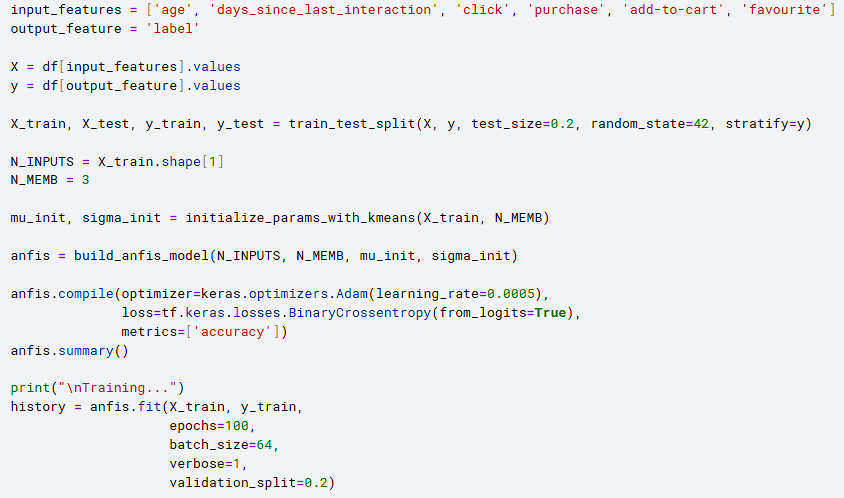 input_features = ['age', 'days_since_last_interaction', 'click', 'purchase', 'add-to-cart', 'favourite']
output_feature = 'label'
X = df[input_features].values
y = df[output_feature].values
X_train, X_test, y_train, y_test = train_test_split(X, y, test_size=0.2, random_state=42, stratify=y)
N_INPUTS = X_train.shape[1]
N_MEMB = 3
mu_init, sigma_init = initialize_params_with_kmeans(X_train, N_MEMB)
anfis = build_anfis_model(N_INPUTS, N_MEMB, mu_init, sigma_init)
anfis.compile(optimizer=keras.optimizers.Adam(learning_rate=0.0005),
loss=tf.keras.losses.BinaryCrossentropy(from_logits=True),
metrics=['accuracy'])
anfis.summary()
print("\nTraining...")
history = anfis.fit(X_train, y_train,
epochs=100,
batch_size=64,
verbose=1,
validation_split=0.2)